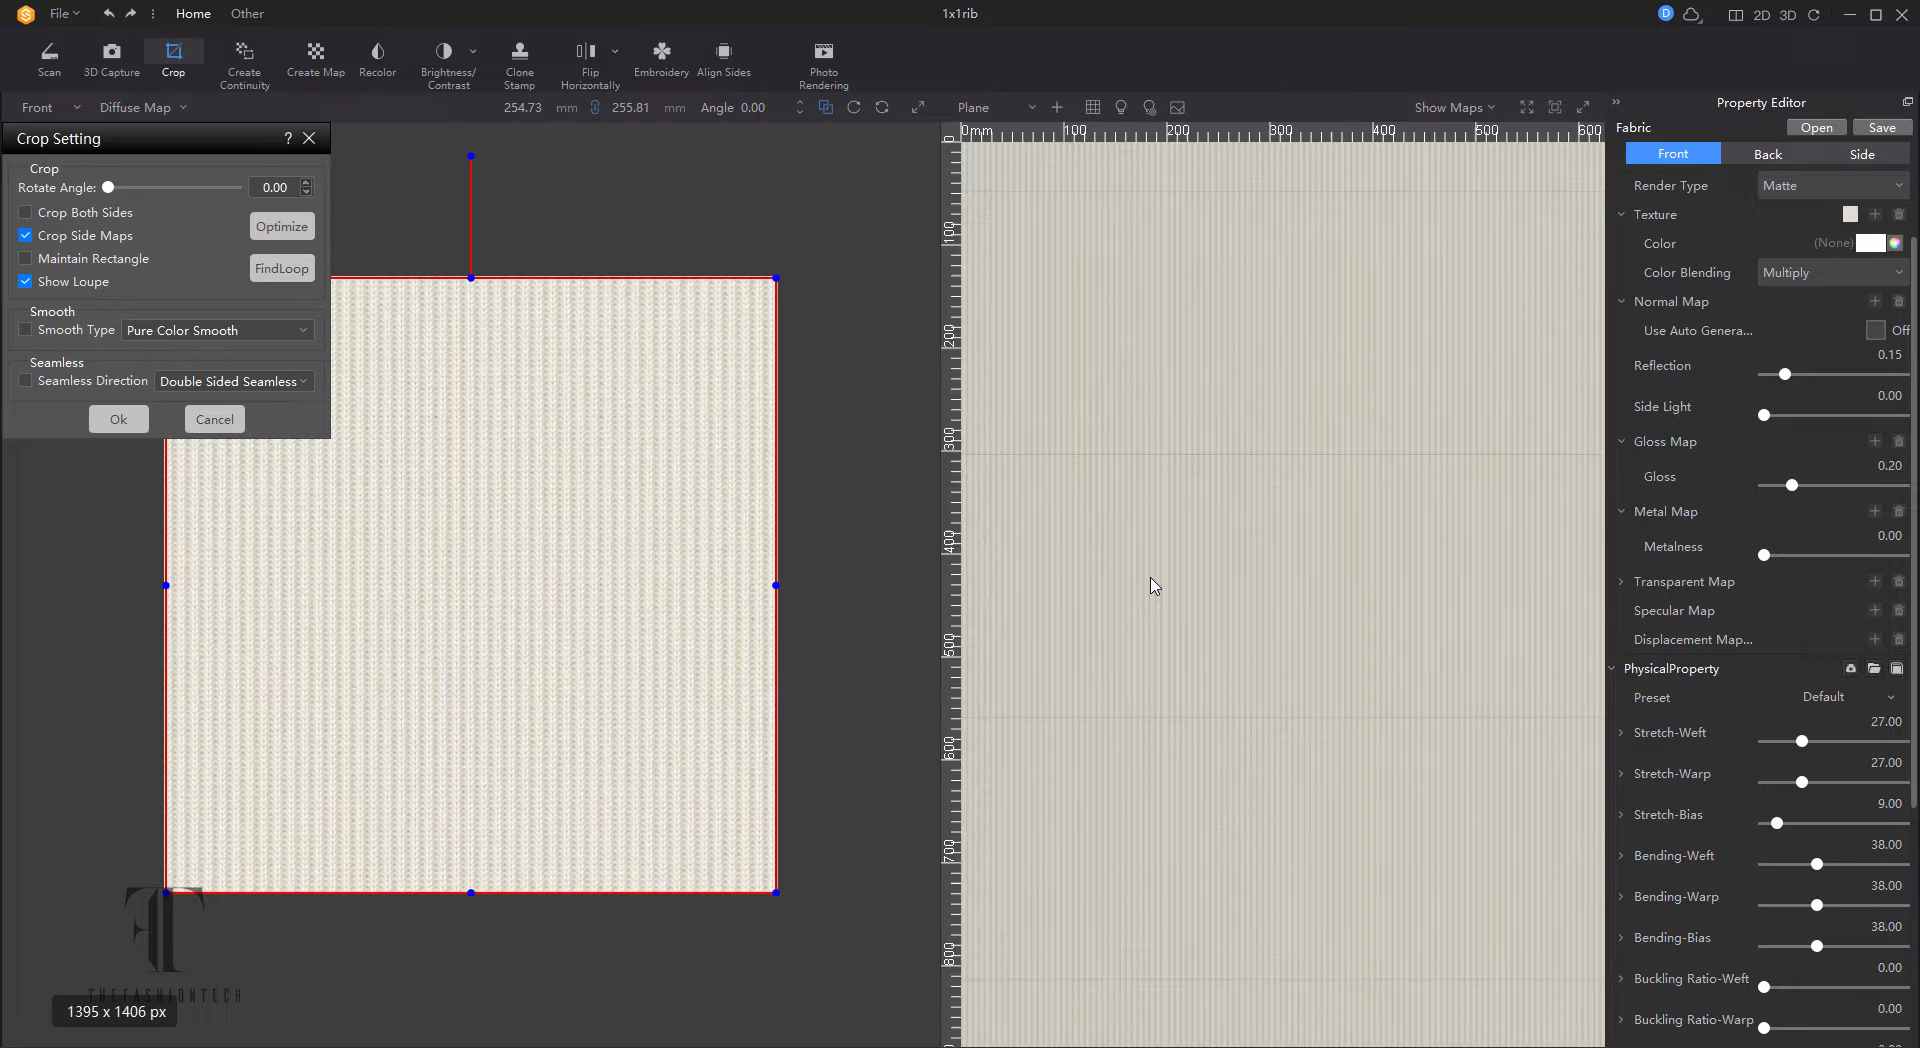 File Home Other 1x1rib D 2D 3D
Scan 3D Capture Crop Create Continuity Create Map Recolor Brightness/ Contrast Clone Stamp Flip Horizontally Embroidery Align Sides Photo Rendering
Front Diffuse Map 254.73 mm 255.81 mm Angle 0.00 Plane Show Maps
Property Editor
Crop Setting ?
Crop
Rotate Angle: 0.00
Crop Both Sides
Optimize
Crop Side Maps
Maintain Rectangle
FindLoop
Show Loupe
Smooth
Smooth Type Pure Color Smooth
Seamless
Seamless Direction Double Sided Seamless
Ok Cancel
0mm 100 200 300 400 500 600
0
100
200
300
400
500
600
700
800
Fabric Open Save
Front Back Side
Render Type Matte
Texture
Color (None)
Color Blending Multiply
Normal Map
Use Auto Genera... Off
0.15
Reflection
0.00
Side Light
Gloss Map
0.20
Gloss
Metal Map
0.00
Metalness
Transparent Map
Specular Map
Displacement Map...
PhysicalProperty
Preset Default
27.00
Stretch-Weft
27.00
Stretch-Warp
9.00
Stretch-Bias
38.00
Bending-Weft
38.00
Bending-Warp
38.00
Bending-Bias
0.00
Buckling Ratio-Weft
0.00
Buckling Ratio-Warp
THEFASHIONTECH
1395 x 1406 px